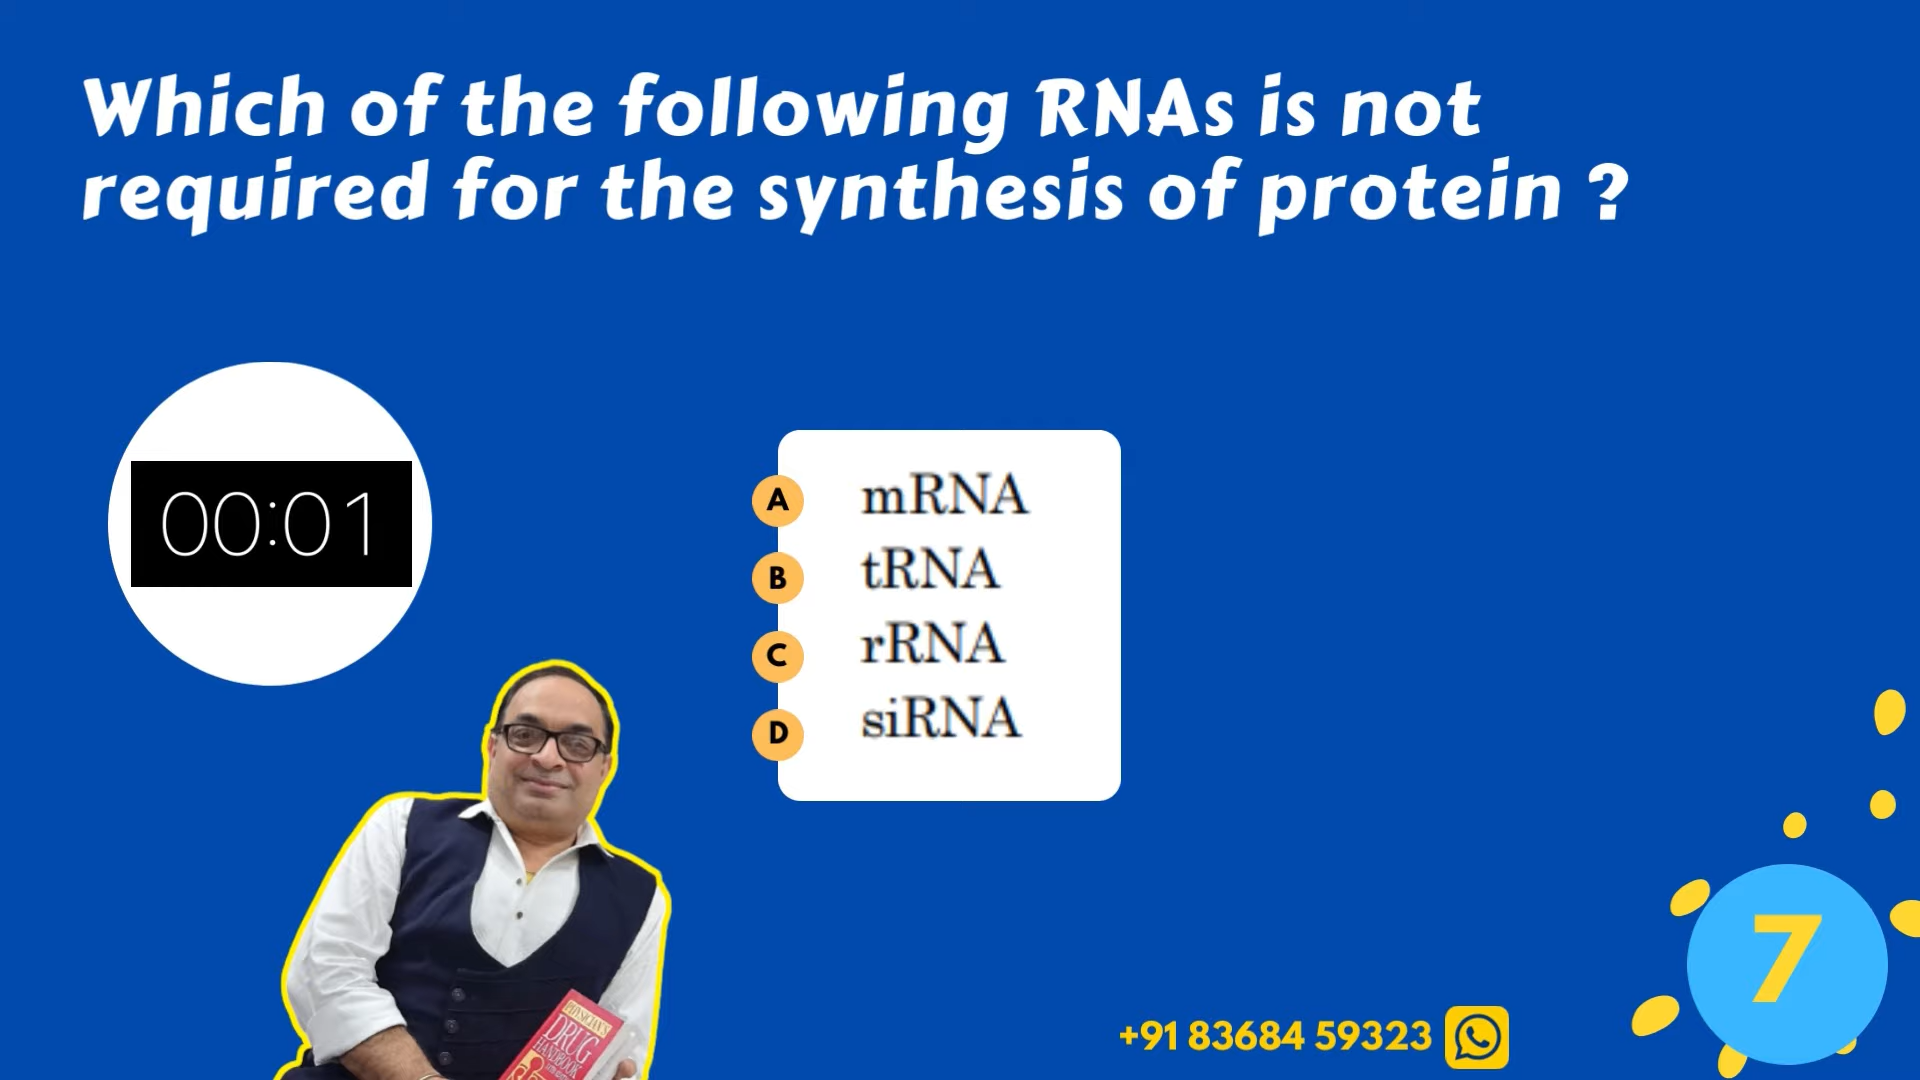 Which of the following RNAs is not
required for the synthesis of protein ?
00:01
A mRNA
B tRNA
C rRNA
D siRNA
PHYSICIAN'S
DRUG
HANDBOOK
+91 83684 59323
7